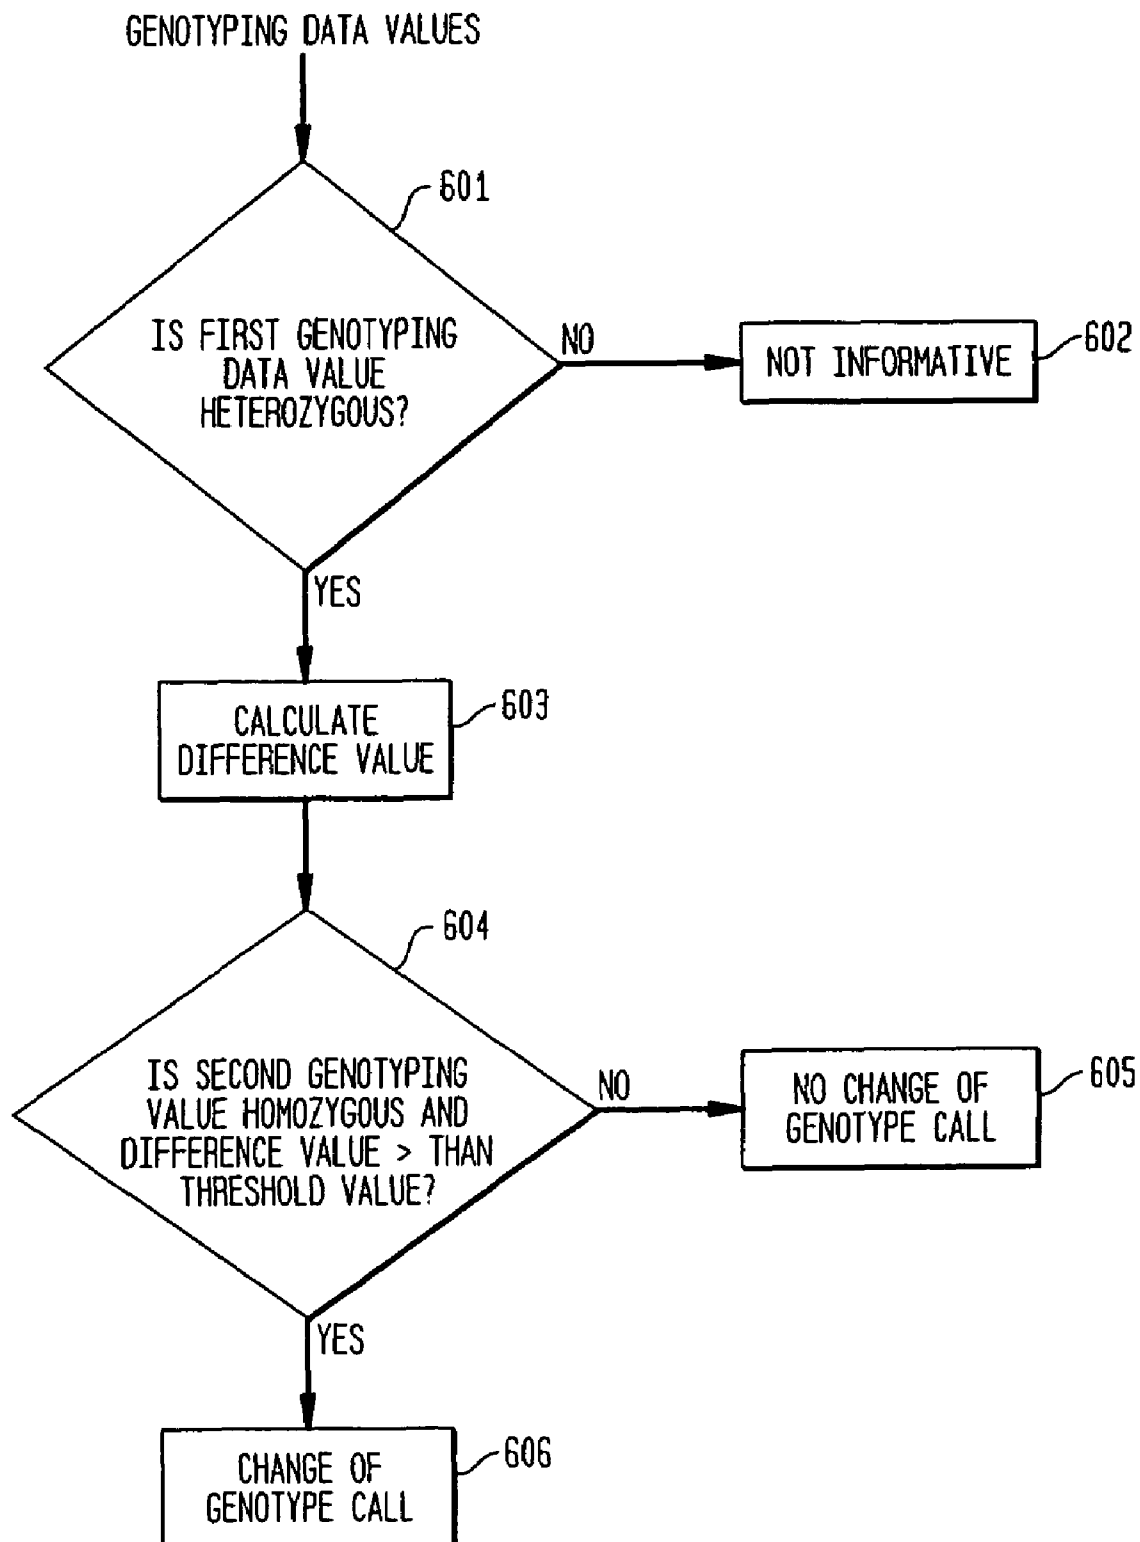 GENOTYPING DATA VALUES
601
IS FIRST GENOTYPING
DATA VALUE
HETEROZYGOUS?
NO
NOT INFORMATIVE
602
YES
CALCULATE
DIFFERENCE VALUE
603
604
IS SECOND GENOTYPING
VALUE HOMOZYGOUS AND
DIFFERENCE VALUE > THAN
THRESHOLD VALUE?
NO
NO CHANGE OF
GENOTYPE CALL
605
YES
CHANGE OF
GENOTYPE CALL
606